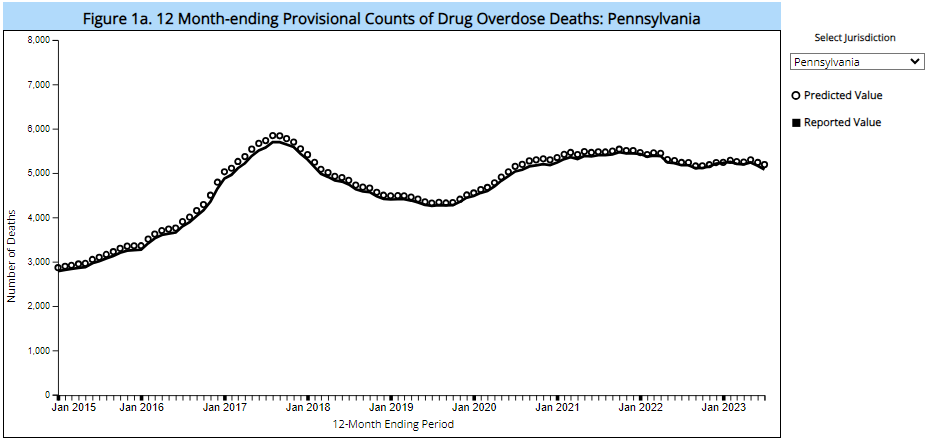 Figure 1a. 12 Month-ending Provisional Counts of Drug Overdose Deaths: Pennsylvania
Select Jurisdiction
Pennsylvania
Predicted Value
Reported Value
Number of Deaths
8,000
7,000
6,000
5,000
4,000
3,000
2,000
1,000
0
Jan 2015 Jan 2016 Jan 2017 Jan 2018 Jan 2019 Jan 2020 Jan 2021 Jan 2022 Jan 2023
12-Month Ending Period